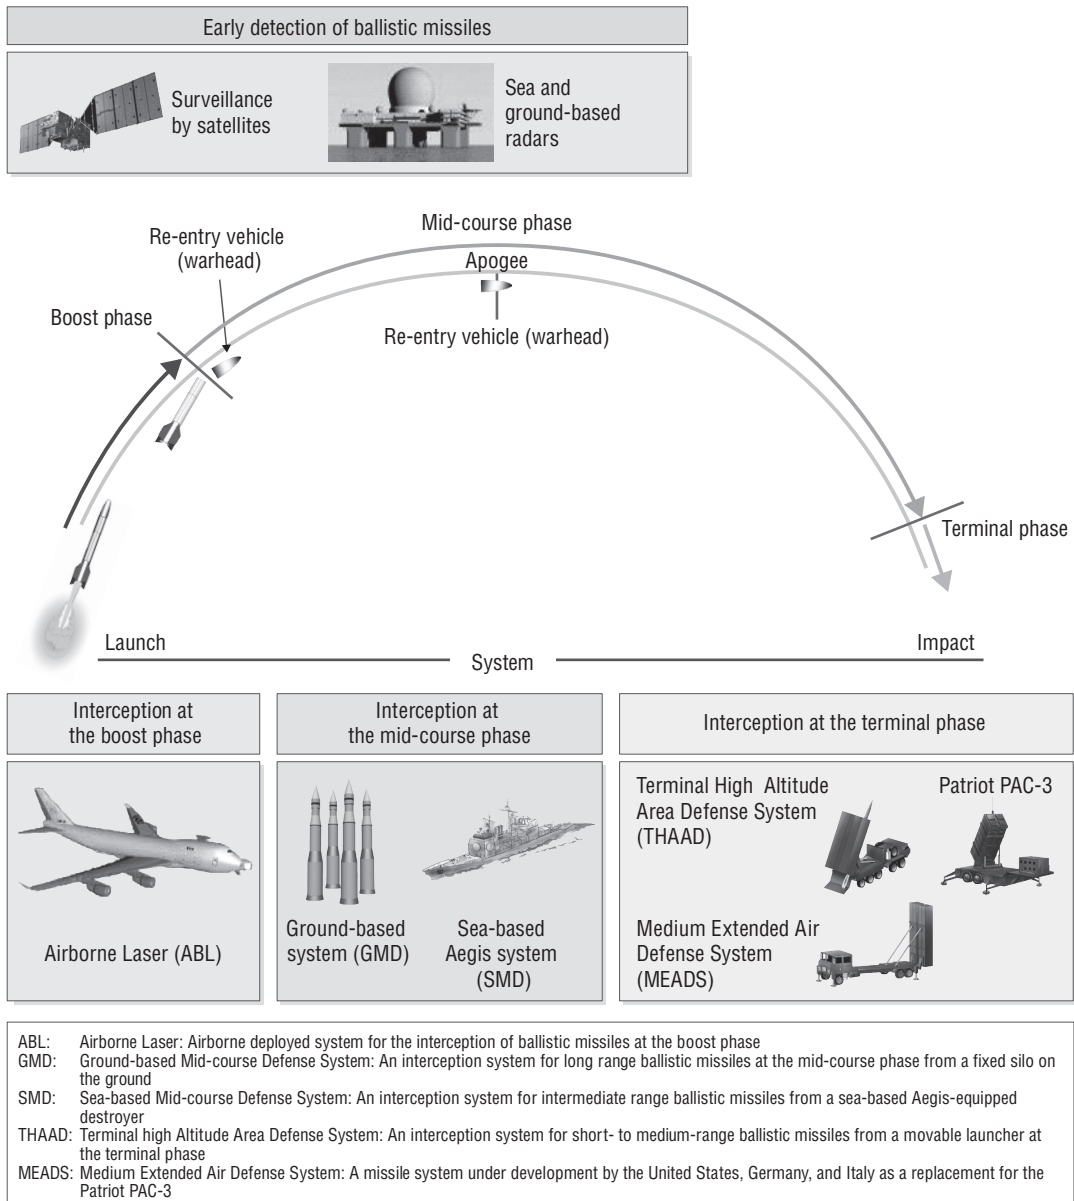 Early detection of ballistic missiles
Surveillance
by satellites
Sea and
ground-based
radars
Mid-course phase
Re-entry vehicle
(warhead)
Apogee
Boost phase
Re-entry vehicle (warhead)
Terminal phase
Launch
Impact
System
Interception at
the boost phase
Airborne Laser (ABL)
Interception at
the mid-course phase
Ground-based
system (GMD)
Sea-based
Aegis system
(SMD)
Interception at the terminal phase
Terminal High Altitude
Area Defense System
(THAAD)
Patriot PAC-3
Medium Extended Air
Defense System
(MEADS)
ABL: Airborne Laser: Airborne deployed system for the interception of ballistic missiles at the boost phase
GMD: Ground-based Mid-course Defense System: An interception system for long range ballistic missiles at the mid-course phase from a fixed silo on
the ground
SMD: Sea-based Mid-course Defense System: An interception system for intermediate range ballistic missiles from a sea-based Aegis-equipped
destroyer
THAAD: Terminal high Altitude Area Defense System: An interception system for short- to medium-range ballistic missiles from a movable launcher at
the terminal phase
MEADS: Medium Extended Air Defense System: A missile system under development by the United States, Germany, and Italy as a replacement for the
Patriot PAC-3